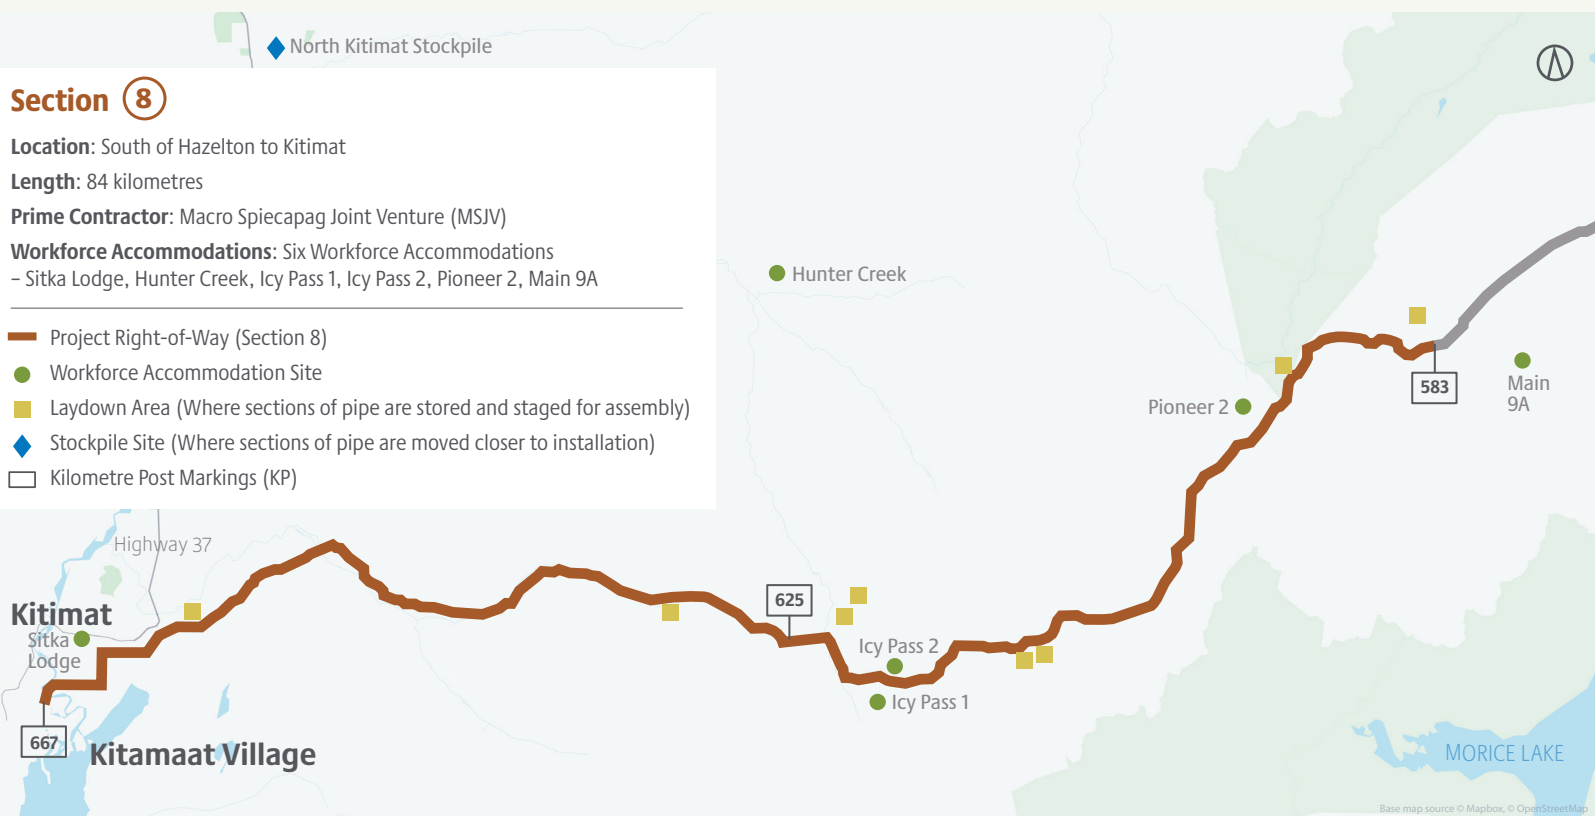 North Kitimat Stockpile
Section 8
Location: South of Hazelton to Kitimat
Length: 84 kilometres
Prime Contractor: Macro Spiecapag Joint Venture (MSJV)
Workforce Accommodations: Six Workforce Accommodations
– Sitka Lodge, Hunter Creek, Icy Pass 1, Icy Pass 2, Pioneer 2, Main 9A
Project Right-of-Way (Section 8)
Workforce Accommodation Site
Laydown Area (Where sections of pipe are stored and staged for assembly)
Stockpile Site (Where sections of pipe are moved closer to installation)
Kilometre Post Markings (KP)
Hunter Creek
583
Main
9A
Pioneer 2
Highway 37
625
Kitimat
Sitka
Lodge
Icy Pass 2
Icy Pass 1
667
Kitamaat Village
MORICE LAKE
Base map source © Mapbox, © OpenStreetMap